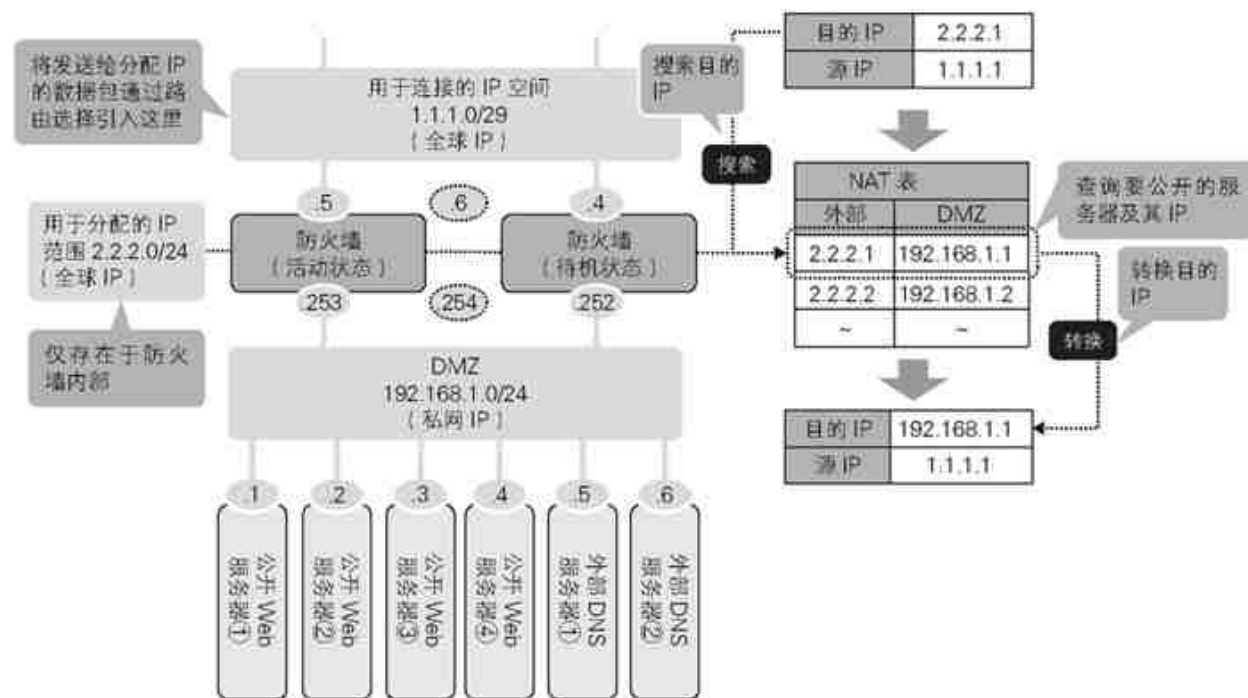 将发送给分配 IP
的数据包通过路
由选择引入这里
用于连接的 IP 空间
1.1.1.0/29
（全球 IP）
.5
.6
.4
用于分配的 IP
范围 2.2.2.0/24
（全球 IP）
防火墙
（活动状态）
防火墙
（待机状态）
.253
.254
.252
仅存在于防火
墙内部
DMZ
192.168.1.0/24
（私网 IP）
.1
.2
.3
.4
.5
.6
公开 Web
服务器①
公开 Web
服务器②
公开 Web
服务器③
公开 Web
服务器④
外部 DNS
服务器①
外部 DNS
服务器②
搜索目的
IP
搜索
目的 IP 2.2.2.1
源 IP 1.1.1.1
NAT 表
外部 DMZ
2.2.2.1 192.168.1.1
2.2.2.2 192.168.1.2
~ ~
查询要公开的服
务器及其 IP
转换目的
IP
转换
目的 IP 192.168.1.1
源 IP 1.1.1.1